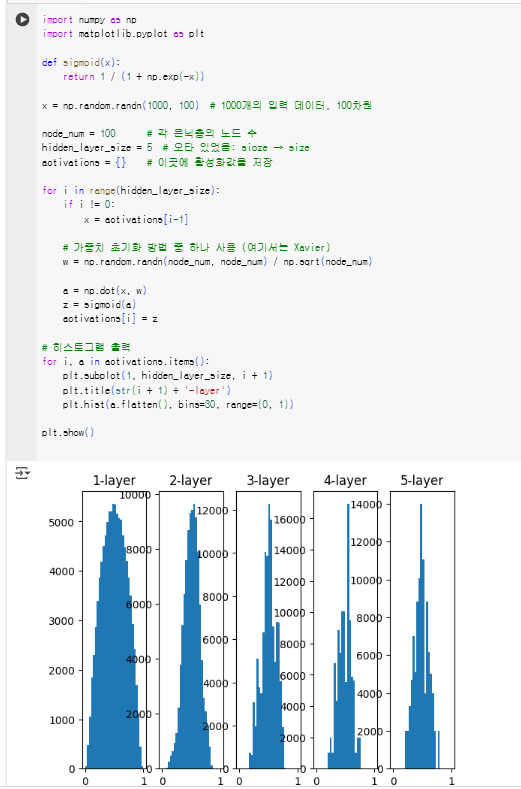 import numpy as np
import matplotlib.pyplot as plt
def sigmoid(x):
return 1 / (1 + np.exp(-x))
x = np.random.randn(1000, 100) # 1000개의 입력 데이터, 100차원
node_num = 100 # 각 은닉층의 노드 수
hidden_layer_size = 5 # 오타 있었음: sioze → size
activations = {} # 이곳에 활성화값을 저장
for i in range(hidden_layer_size):
if i != 0:
x = activations[i-1]
# 가중치 초기화 방법 중 하나 사용 (여기서는 Xavier)
w = np.random.randn(node_num, node_num) / np.sqrt(node_num)
a = np.dot(x, w)
z = sigmoid(a)
activations[i] = z
# 히스토그램 출력
for i, a in activations.items():
plt.subplot(1, hidden_layer_size, i + 1)
plt.title(str(i + 1) + '-layer')
plt.hist(a.flatten(), bins=30, range=(0, 1))
plt.show()
1-layer 2-layer 3-layer 4-layer 5-layer
5000 4000 3000 2000 1000 0
10000 8000 6000 4000 2000 0
12000 10000 8000 6000 4000 2000 0
16000 14000 12000 10000 8000 6000 4000 2000 0
14000 12000 10000 8000 6000 4000 2000 0
0 1 0 1 0 1 0 1 0 1